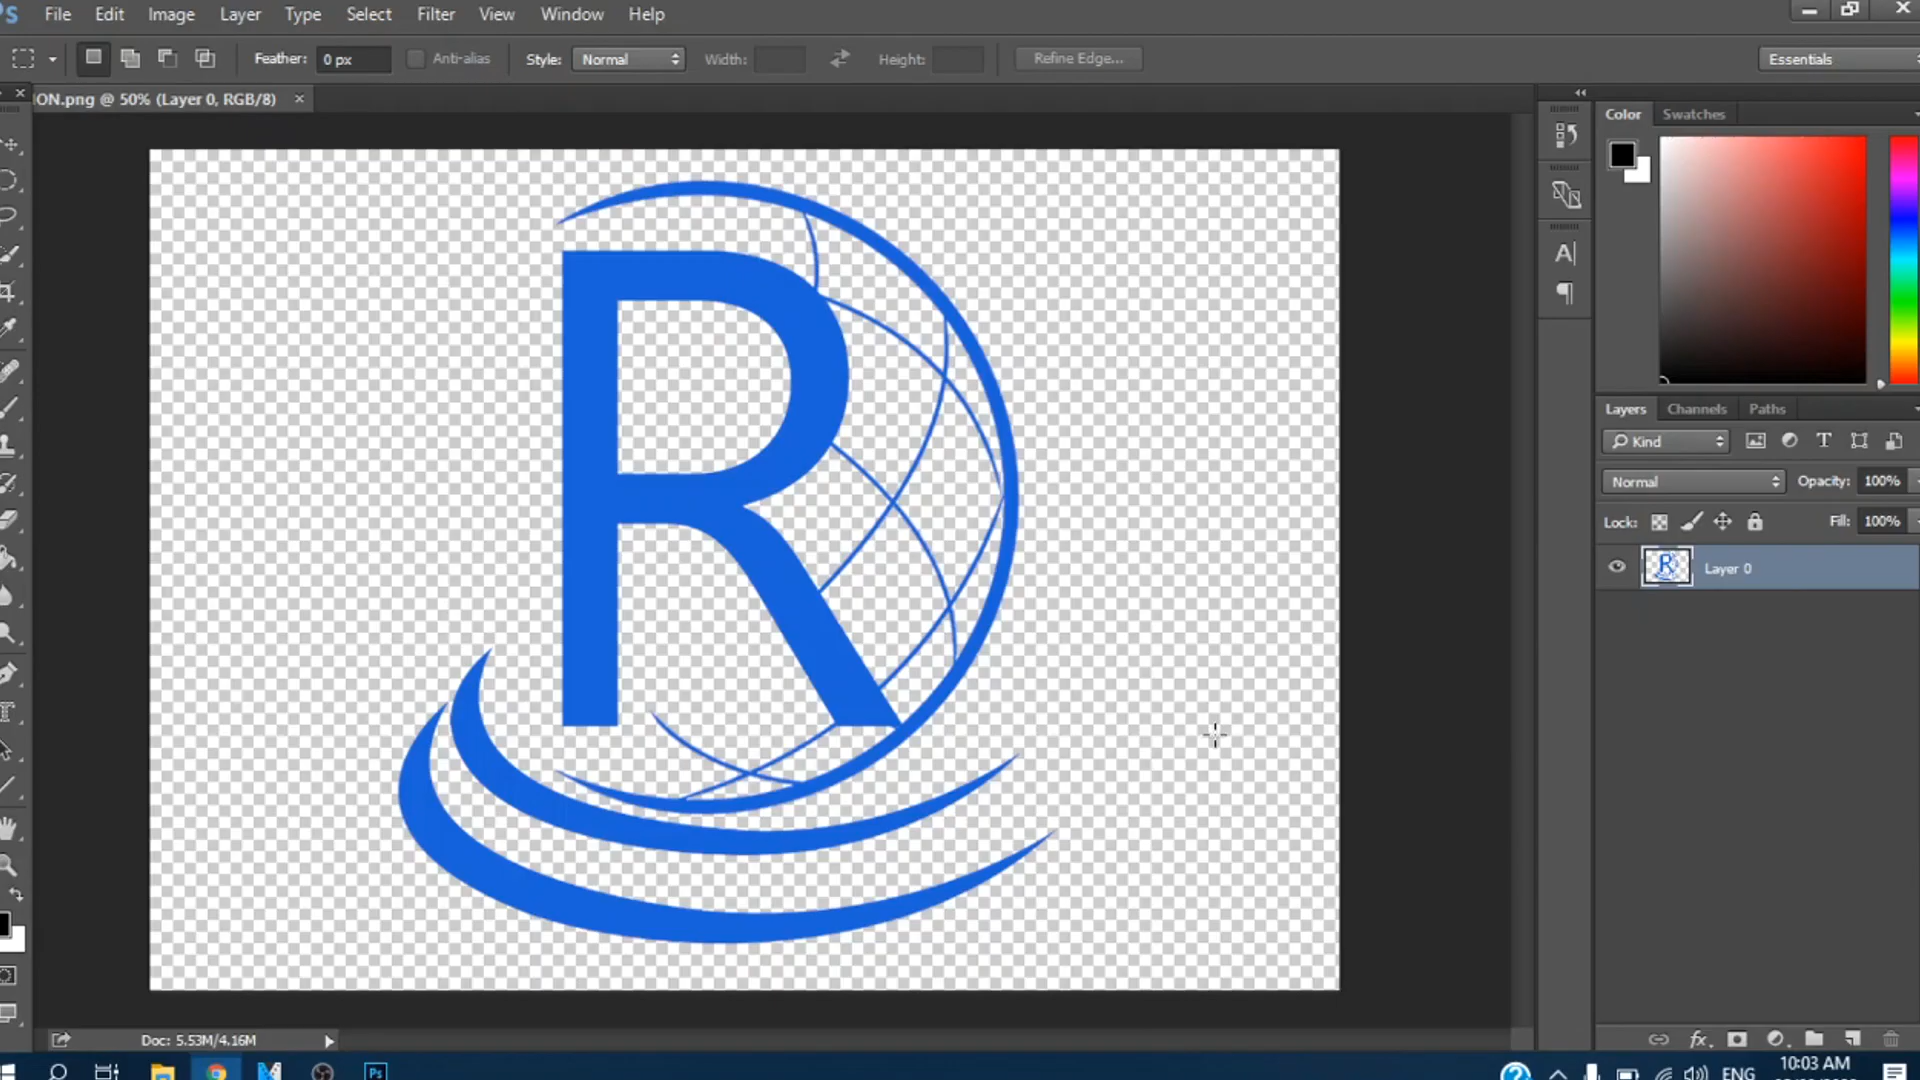 File Edit Image Layer Type Select Filter View Window Help
Feather: 0 px Anti-alias Style: Normal Width: Height: Refine Edge... Essentials
ON.png @ 50% (Layer 0, RGB/8) ×
Color Swatches
R
Layers Channels Paths
Kind
Normal Opacity: 100%
Lock: Fill: 100%
Layer 0
Doc: 5.53M/4.16M
Ps
ENG
10:03 AM